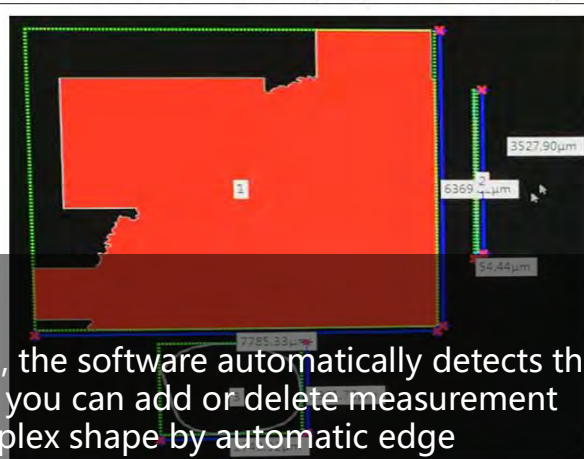 1
3527.90µm
2
54.44µm
7785.33µm
, the software automatically detects th
you can add or delete measurement
plex shape by automatic edge